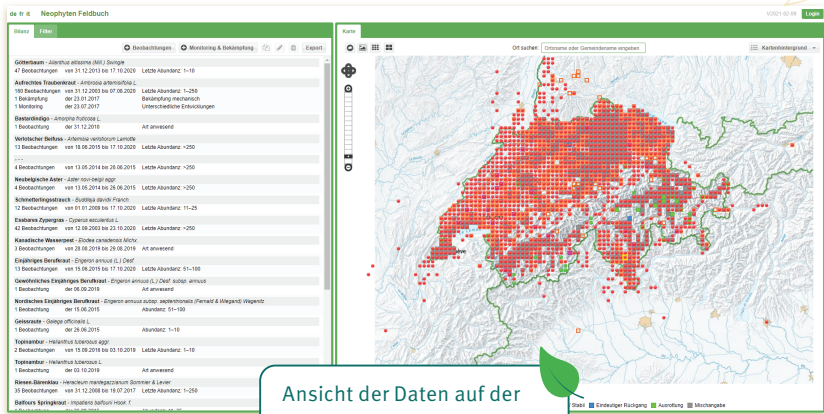 de fr it Neophyten Feldbuch
V2021-02-09 Login
Bilanz Filter
Karte
Beobachtungen Monitoring & Bekämpfung Export
Ort suchen: Ortsname oder Gemeindename eingeben
Kartenhintergrund
Götterbaum - Ailanthus altissima (Mill.) Swingle
47 Beobachtungen von 31.12.2013 bis 17.10.2020 Letzte Abundanz: 1–10
Aufrechtes Traubenkraut - Ambrosia artemisiifolia L.
160 Beobachtungen von 31.12.2003 bis 07.08.2020 Letzte Abundanz: 1–250
1 Bekämpfung der 23.01.2017 Bekämpfung mechanisch
1 Monitoring der 23.07.2017 Unterschiedliche Entwicklungen
Bastardindigo - Amorpha fruticosa L.
1 Beobachtung der 31.12.2018 Art anwesend
Verlotscher Beifuss - Artemisia verlotiorum Lamotte
13 Beobachtungen von 18.06.2015 bis 17.10.2020 Letzte Abundanz: >250
- - -
4 Beobachtungen von 13.05.2014 bis 26.06.2015 Letzte Abundanz: >250
Neubelgische Aster - Aster novi-belgii aggr.
4 Beobachtungen von 13.05.2014 bis 26.06.2015 Letzte Abundanz: >250
Schmetterlingsstrauch - Buddleja davidii Franch.
12 Beobachtungen von 01.01.2009 bis 17.10.2020 Letzte Abundanz: 11–25
Essbares Zypergras - Cyperus esculentus L.
42 Beobachtungen von 12.09.2003 bis 23.10.2020 Letzte Abundanz: >250
Kanadische Wasserpest - Elodea canadensis Michx.
3 Beobachtungen von 28.08.2019 bis 29.08.2019 Art anwesend
Einjähriges Berufkraut - Erigeron annuus (L.) Desf.
13 Beobachtungen von 15.06.2015 bis 17.10.2020 Letzte Abundanz: 51–100
Gewöhnliches Einjähriges Berufkraut - Erigeron annuus (L.) Desf. subsp. annuus
1 Beobachtung der 06.09.2019 Art anwesend
Nordisches Einjähriges Berufkraut - Erigeron annuus subsp. septentrionalis (Fernald & Wiegand) Wagenitz
1 Beobachtung der 15.06.2015 Abundanz: 51–100
Geissraute - Galega officinalis L.
1 Beobachtung der 26.06.2015 Abundanz: 1–10
Topinambur - Helianthus tuberosus aggr.
2 Beobachtungen von 15.09.2016 bis 03.10.2019 Letzte Abundanz: 1–10
Topinambur - Helianthus tuberosus L.
1 Beobachtung der 03.10.2019 Art anwesend
Riesen-Bärenklau - Heracleum mantegazzianum Sommier & Levier
35 Beobachtungen von 31.12.2008 bis 19.07.2017 Letzte Abundanz: 1–250
Balfours Springkraut - Impatiens balfourii Hook. f.
Stabil Eindeutiger Rückgang Ausrottung Mischangabe
Ansicht der Daten auf der